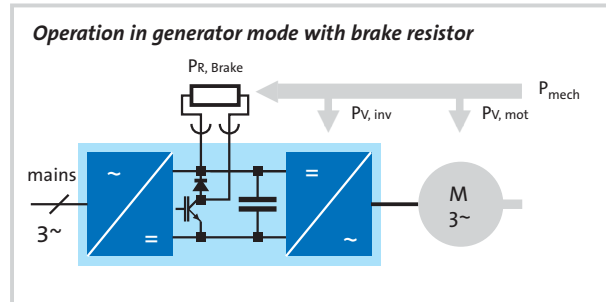 Operation in generator mode with brake resistor
PR, Brake
Pmech
PV, inv
PV, mot
mains
3~
~
=
=
~
M
3~